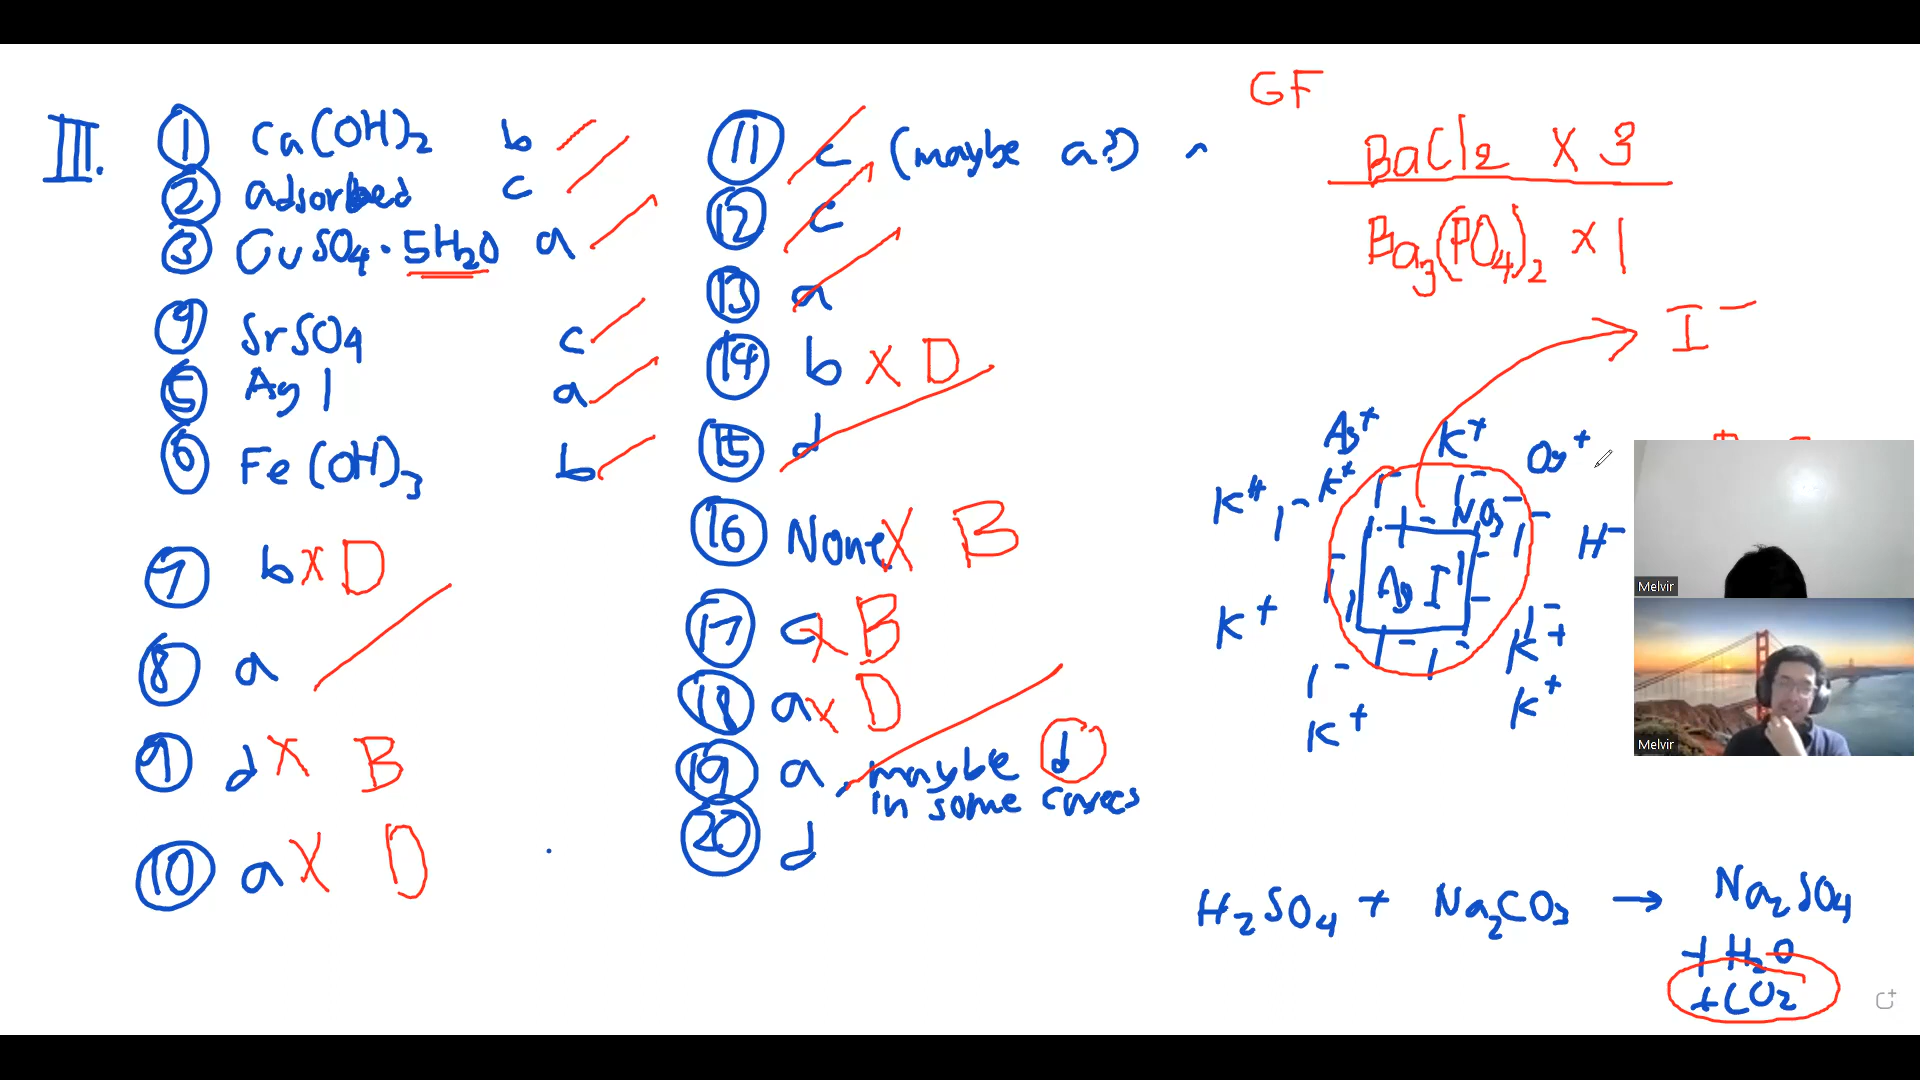 III.
① Ca(OH)₂ b
② adsorbed c
③ CuSO₄·5H₂O a
④ SrSO₄ c
⑤ AgI a
⑥ Fe(OH)₃ b
⑦ b X D
⑧ a
⑨ d X B
⑩ a X D
⑪ c (maybe a?)
⑫ c
⑬ a
⑭ b X D
⑮ d
⑯ None X B
⑰ c X B
⑱ a X D
⑲ a, maybe d
in some cases
⑳ d
GF
BaCl₂ X 3
Ba₃(PO₄)₂ X 1
I⁻
Ag⁺ K⁺
K⁺ I⁻ K⁺ I⁻ I⁻
I⁻ NO₃ I⁻ H⁻
AgI
K⁺ I⁻
K⁺
I⁻ I⁻ I⁻ K⁺
K⁺ K⁺
H₂SO₄ + Na₂CO₃ → Na₂SO₄
+ H₂O
+ CO₂
Melvir
Melvir